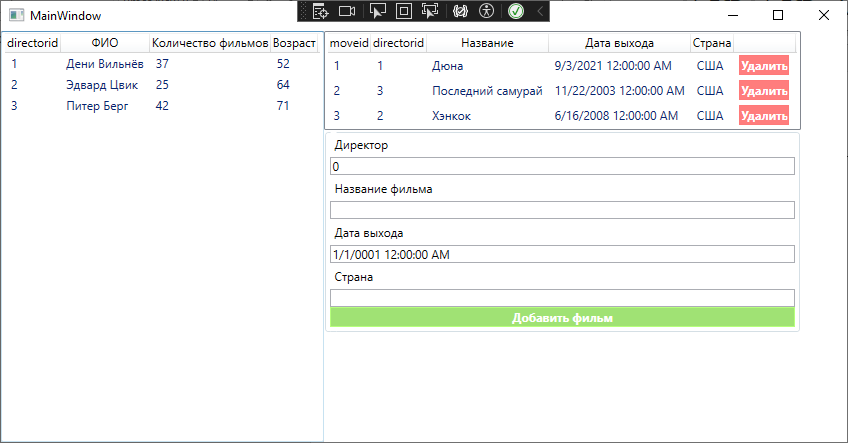 MainWindow
directorid ФИО Количество фильмов Возраст
1 Дени Вильнёв 37 52
2 Эдвард Цвик 25 64
3 Питер Берг 42 71
moveid directorid Название Дата выхода Страна
1 1 Дюна 9/3/2021 12:00:00 AM США Удалить
2 3 Последний самурай 11/22/2003 12:00:00 AM США Удалить
3 2 Хэнкок 6/16/2008 12:00:00 AM США Удалить
Директор
0
Название фильма
Дата выхода
1/1/0001 12:00:00 AM
Страна
Добавить фильм